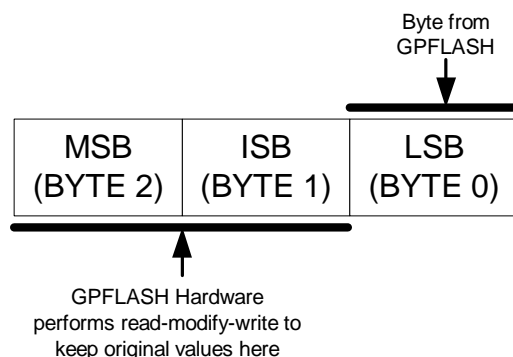 Byte from
GPFLASH
MSB
(BYTE 2)
ISB
(BYTE 1)
LSB
(BYTE 0)
GPFLASH Hardware
performs read-modify-write to
keep original values here